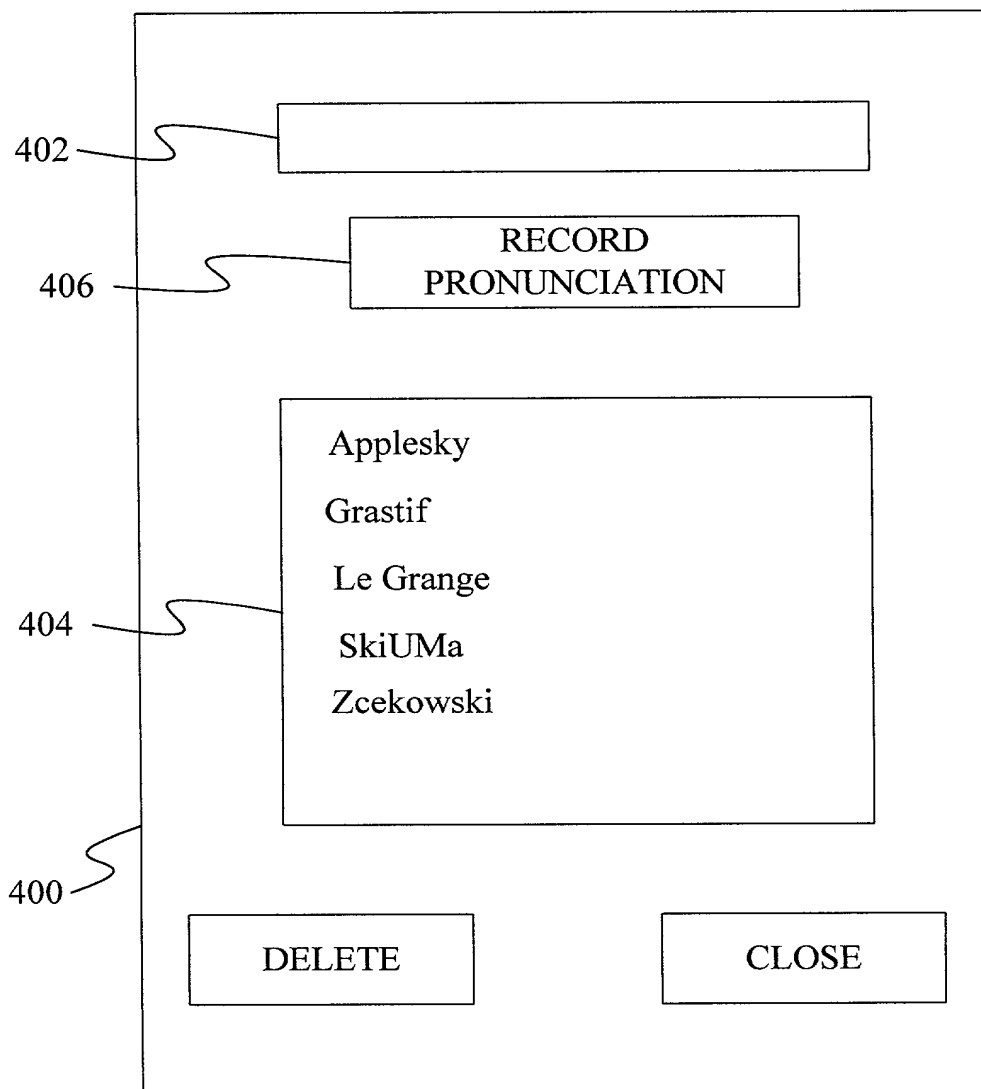 402
RECORD
PRONUNCIATION
406
Applesky
Grastif
Le Grange
404
SkiUMa
Zcekowski
400
DELETE
CLOSE